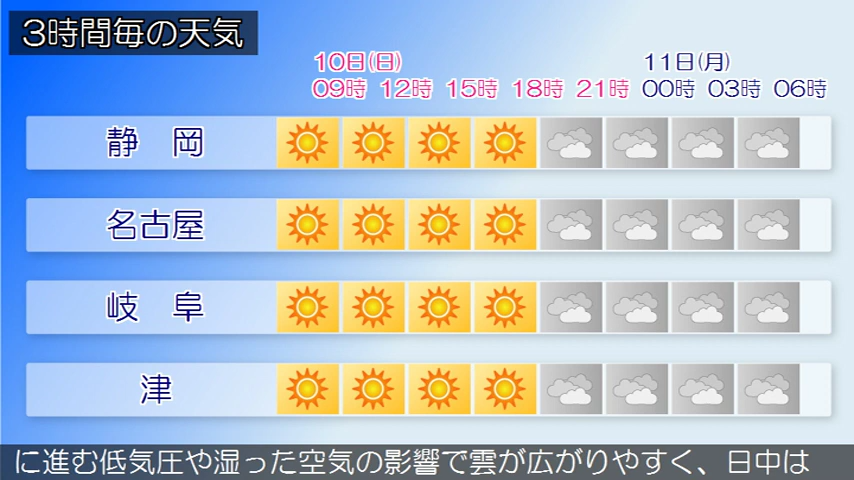 3時間毎の天気
10日(日) 11日(月)
09時 12時 15時 18時 21時 00時 03時 06時
静　岡
名古屋
岐　阜
津
に進む低気圧や湿った空気の影響で雲が広がりやすく、日中は